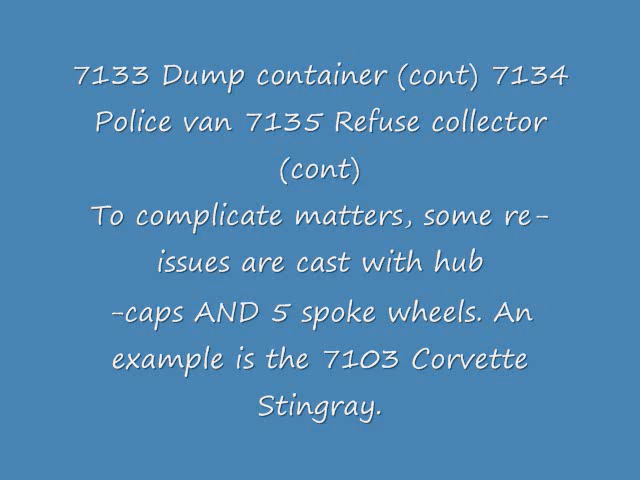 7133 Dump container (cont) 7134
Police van 7135 Refuse collector
(cont)
To complicate matters, some re-
issues are cast with hub
-caps AND 5 spoke wheels. An
example is the 7103 Corvette
Stingray.